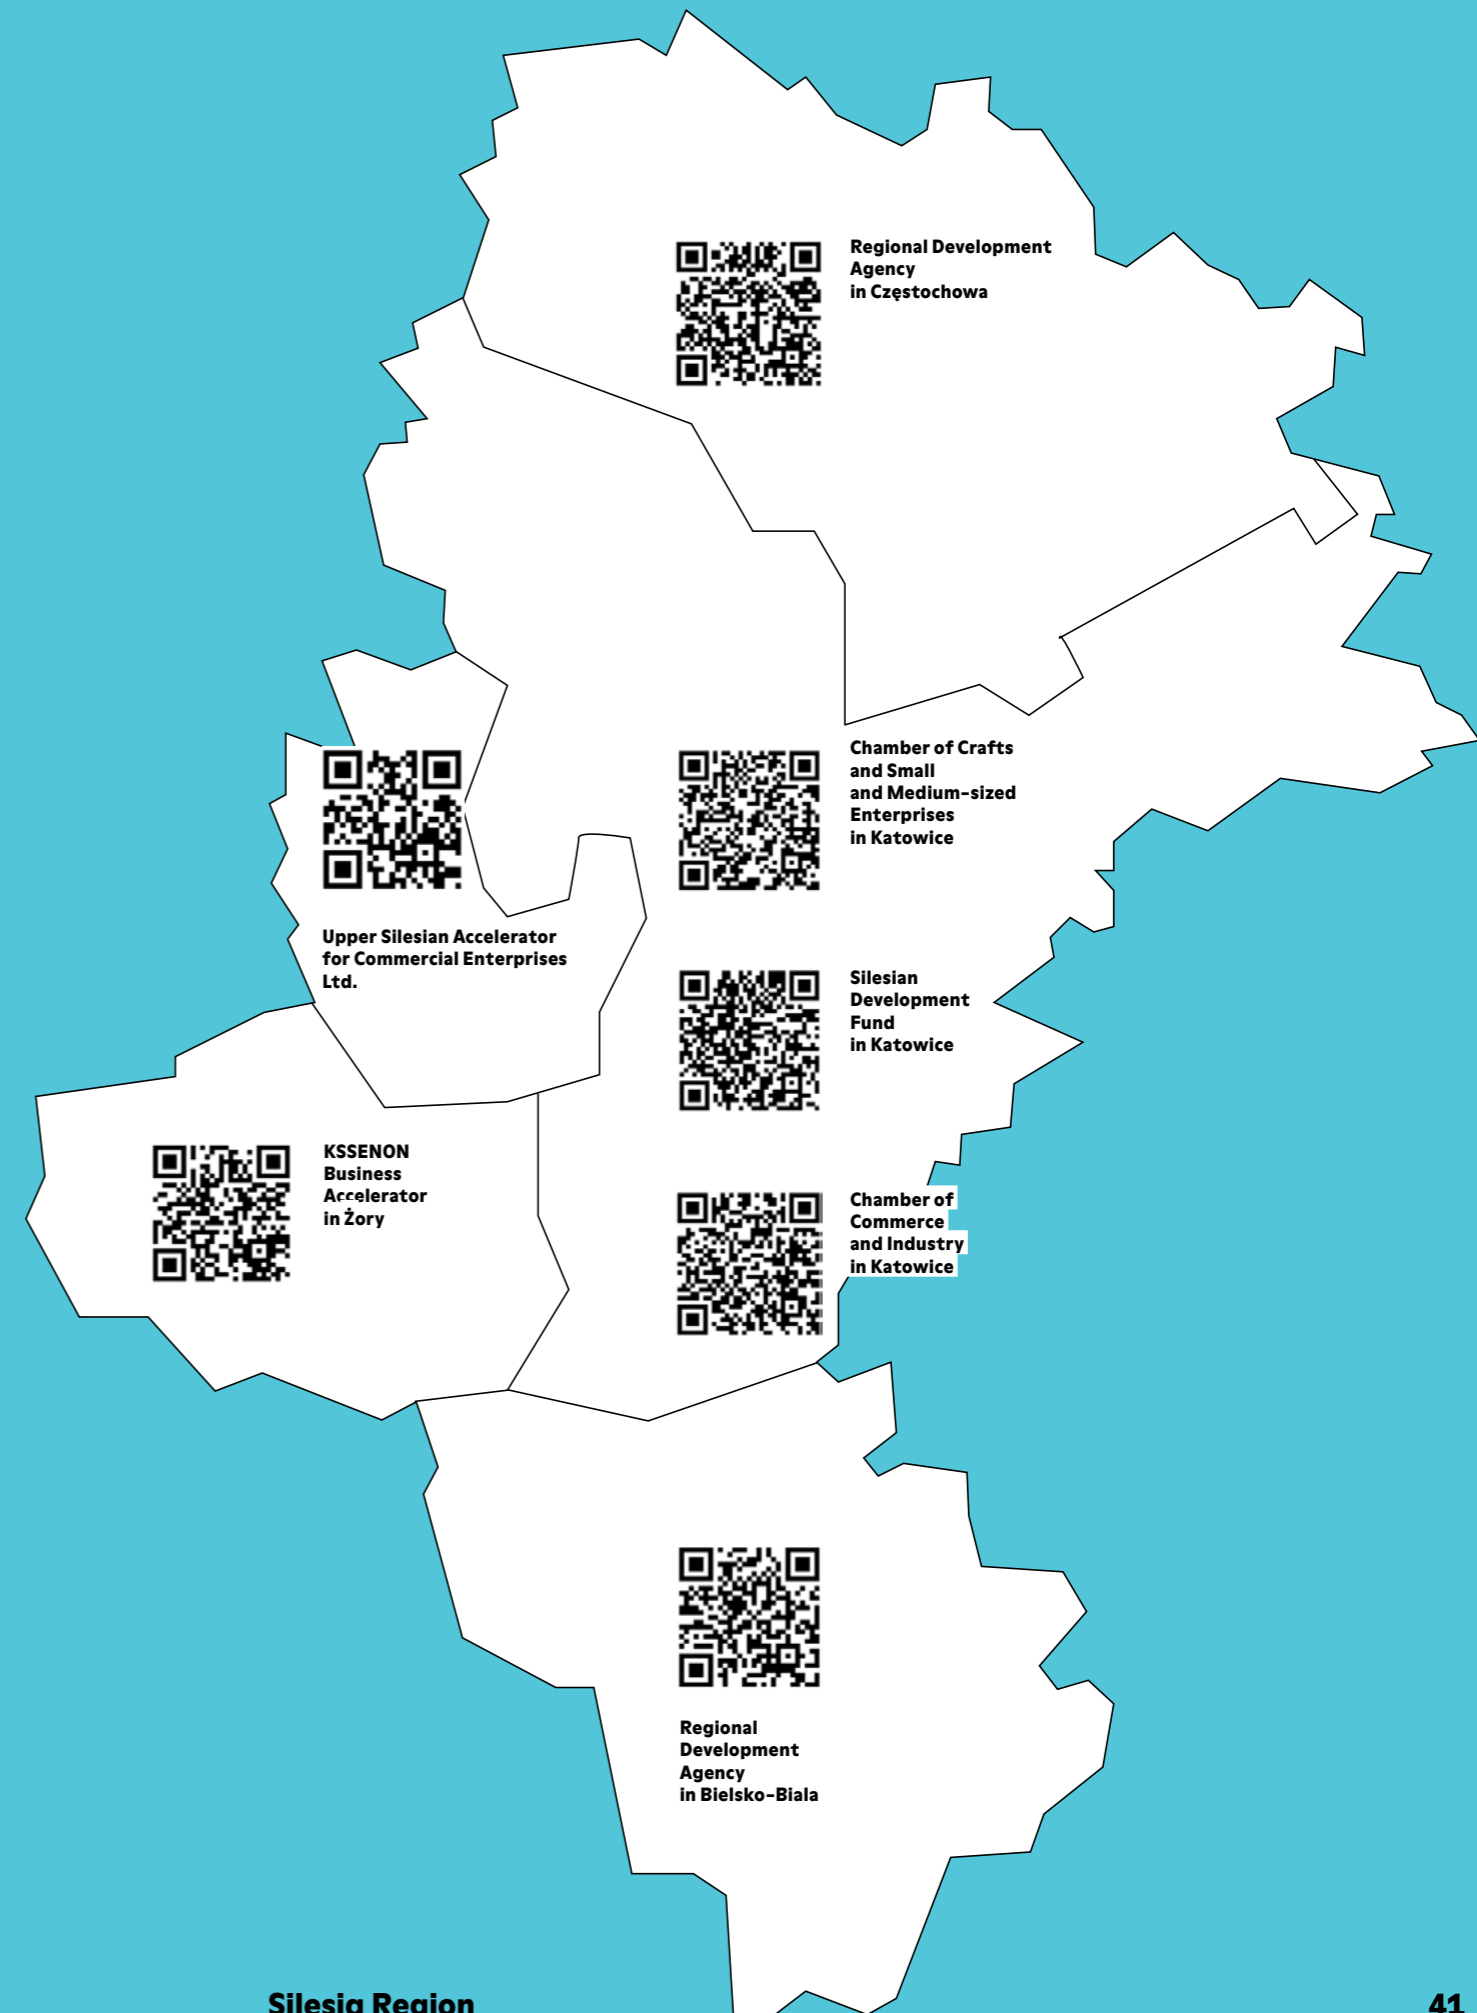 Regional Development
Agency
in Częstochowa
Chamber of Crafts
and Small
and Medium-sized
Enterprises
in Katowice
Upper Silesian Accelerator
for Commercial Enterprises
Ltd.
Silesian
Development
Fund
in Katowice
KSSENON
Business
Accelerator
in Żory
Chamber of
Commerce
and Industry
in Katowice
Regional
Development
Agency
in Bielsko-Biala
Silesia Region
41